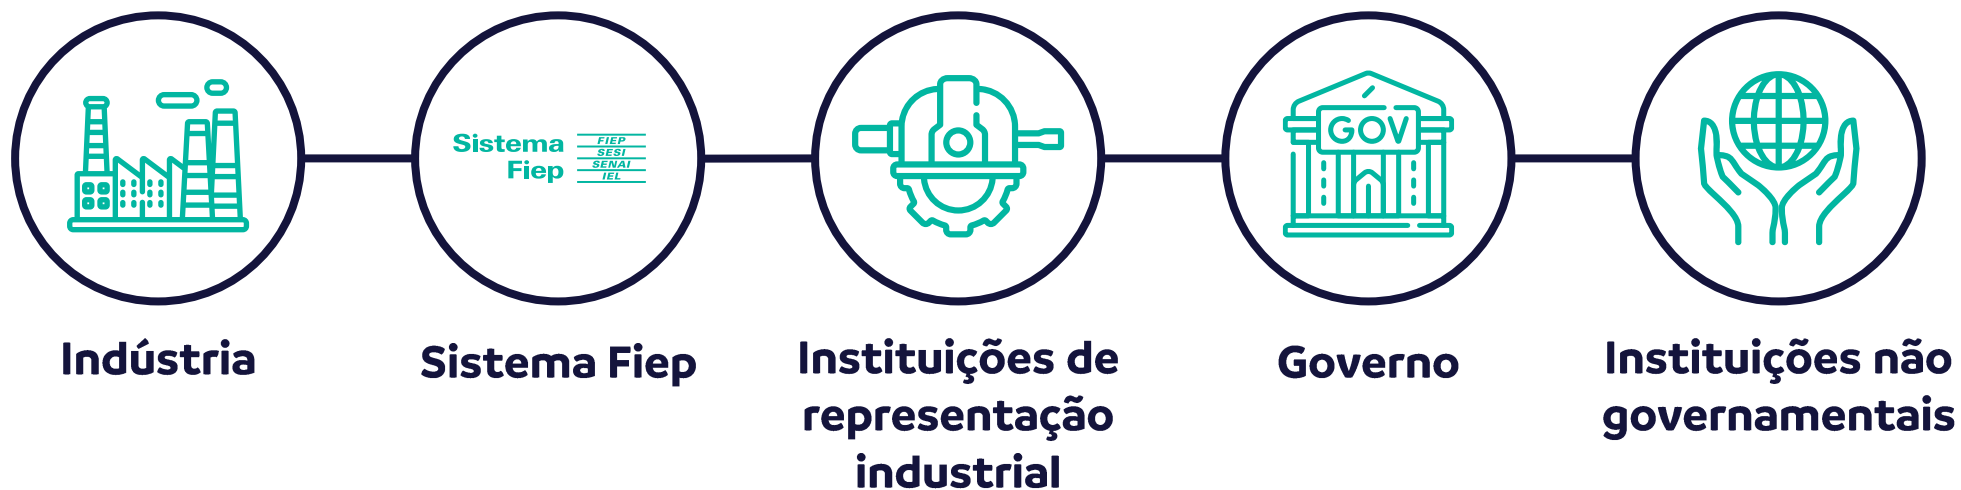 Sistema
Fiep
FIEP
SESI
SENAI
IEL
GOV
Indústria
Sistema Fiep
Instituições de
representação
industrial
Governo
Instituições não
governamentais